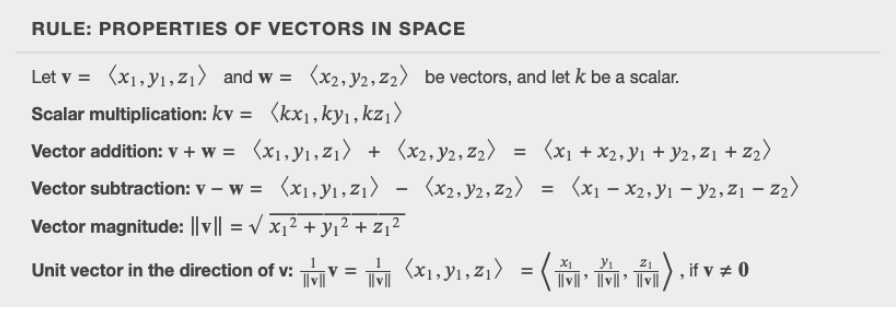 RULE: PROPERTIES OF VECTORS IN SPACE
Let v = ⟨x₁, y₁, z₁⟩ and w = ⟨x₂, y₂, z₂⟩ be vectors, and let k be a scalar.
Scalar multiplication: kv = ⟨kx₁, ky₁, kz₁⟩
Vector addition: v + w = ⟨x₁, y₁, z₁⟩ + ⟨x₂, y₂, z₂⟩ = ⟨x₁ + x₂, y₁ + y₂, z₁ + z₂⟩
Vector subtraction: v − w = ⟨x₁, y₁, z₁⟩ − ⟨x₂, y₂, z₂⟩ = ⟨x₁ − x₂, y₁ − y₂, z₁ − z₂⟩
Vector magnitude: ‖v‖ = √(x₁² + y₁² + z₁²)
Unit vector in the direction of v: 1/‖v‖ v = 1/‖v‖ ⟨x₁, y₁, z₁⟩ = ⟨x₁/‖v‖, y₁/‖v‖, z₁/‖v‖⟩, if v ≠ 0